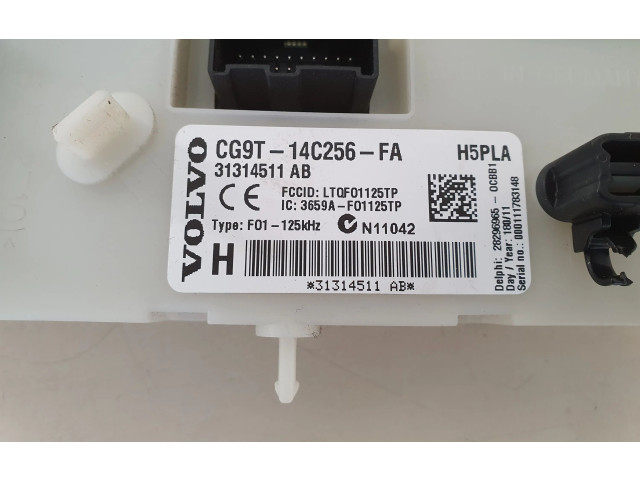 VOLVO
CG9T-14C256-FA H5PLA
31314511 AB
CE FCCID: LTQF01125TP
IC: 3659A-F01125TP
Type: F01-125kHz N11042
H
*31314511 AB*
Delphi: 28296965 - OCBB1
Day / Year: 180/11
Serial no.: 000111783148